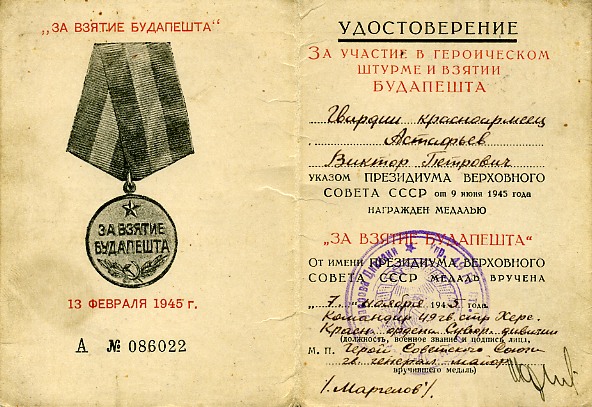 „ЗА ВЗЯТИЕ БУДАПЕШТА"
ЗА ВЗЯТИЕ
БУДАПЕШТА
13 ФЕВРАЛЯ 1945 г.
А № 086022
УДОСТОВЕРЕНИЕ
ЗА УЧАСТИЕ В ГЕРОИЧЕСКОМ
ШТУРМЕ И ВЗЯТИИ
БУДАПЕШТА
Гвардии красноармеец
Астафьев
Виктор Петрович
УКАЗОМ ПРЕЗИДИУМА ВЕРХОВНОГО
СОВЕТА СССР от 9 июня 1945 года
НАГРАЖДЕН МЕДАЛЬЮ
„ЗА ВЗЯТИЕ БУДАПЕШТА"
От имени ПРЕЗИДИУМА ВЕРХОВНОГО
СОВЕТА СССР МЕДАЛЬ ВРУЧЕНА
„7" ноября 1945 г.
Командир 49 гв. стр. Херс.
Красн. ордена Сувор. дивизии
(должность, военное звание и подпись лица,
М. П. Герой Советского Союза
гв. генерал-майор
вручившего медаль)
/Маргелов/.